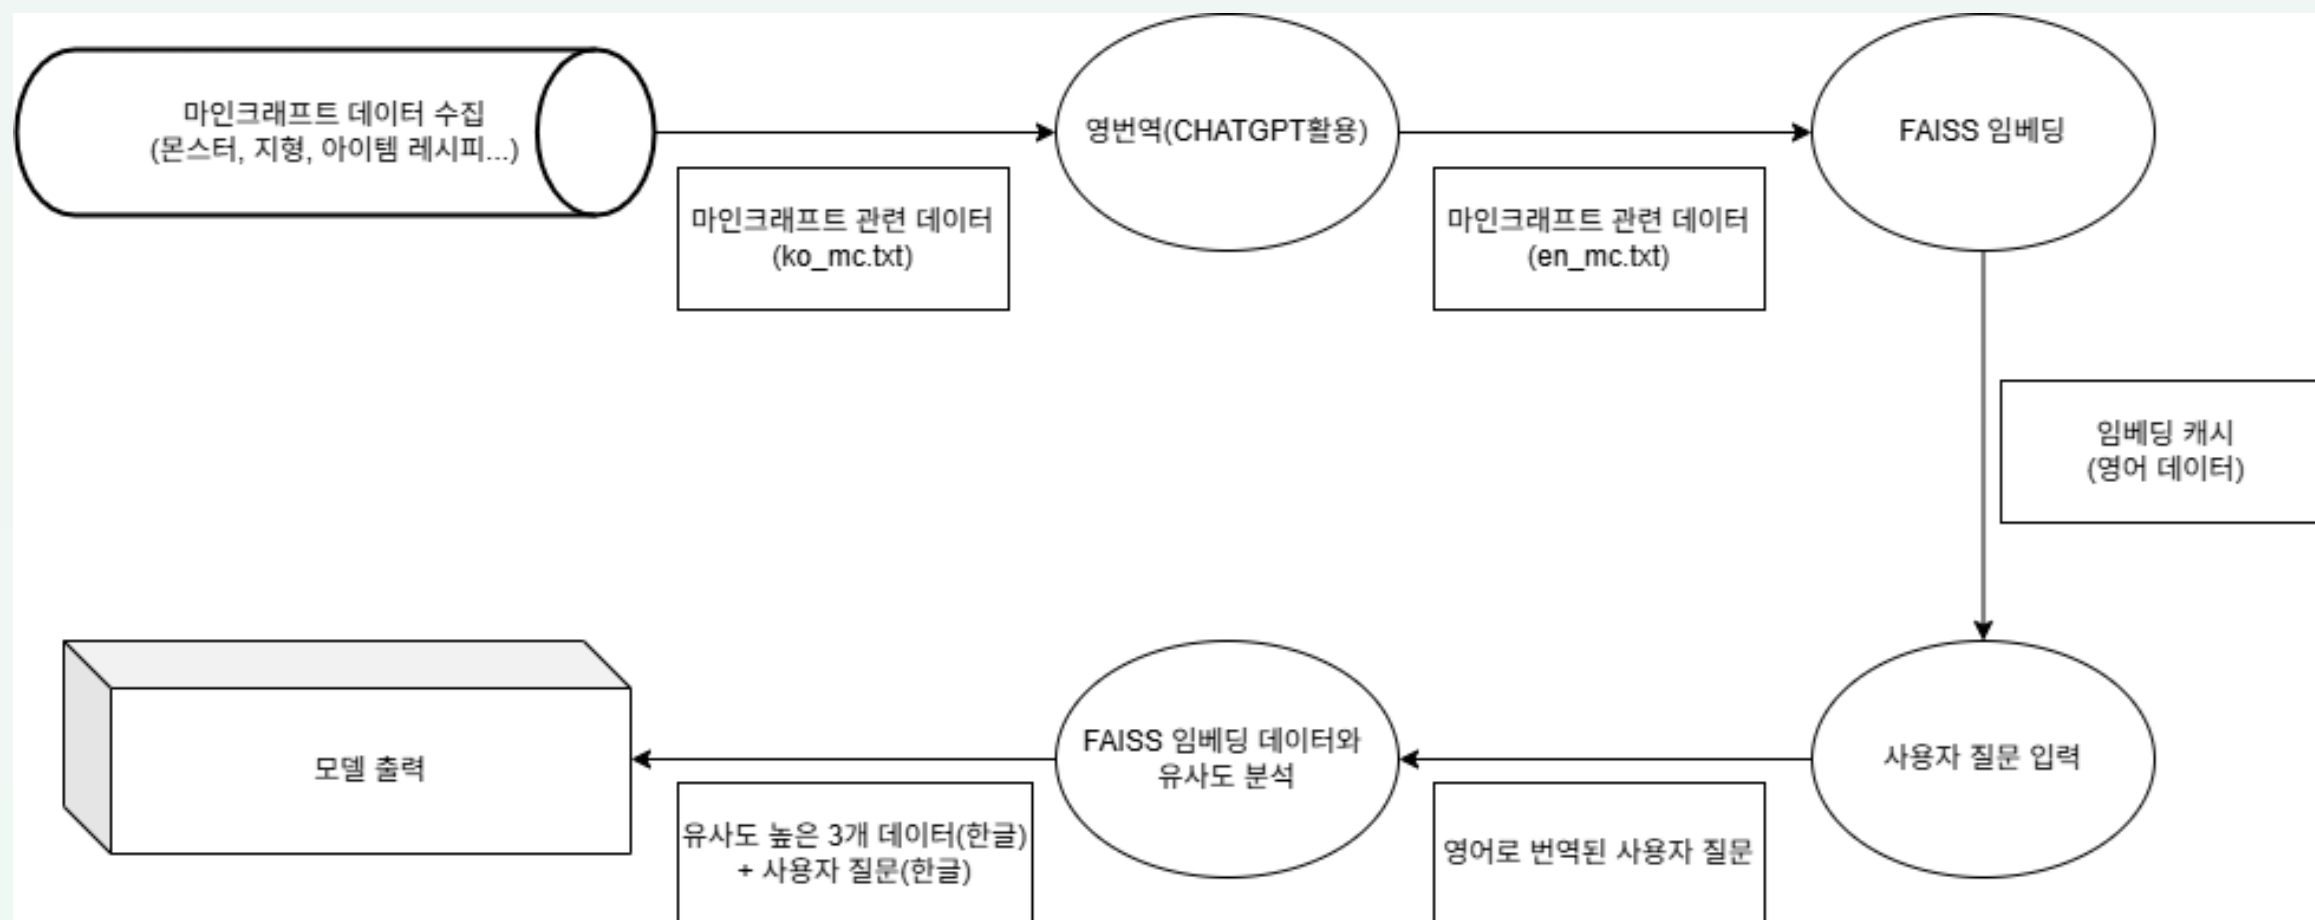 마인크래프트 데이터 수집
(몬스터, 지형, 아이템 레시피...)
영번역(CHATGPT활용)
FAISS 임베딩
마인크래프트 관련 데이터
(ko_mc.txt)
마인크래프트 관련 데이터
(en_mc.txt)
임베딩 캐시
(영어 데이터)
사용자 질문 입력
영어로 번역된 사용자 질문
FAISS 임베딩 데이터와
유사도 분석
유사도 높은 3개 데이터(한글)
+ 사용자 질문(한글)
모델 출력